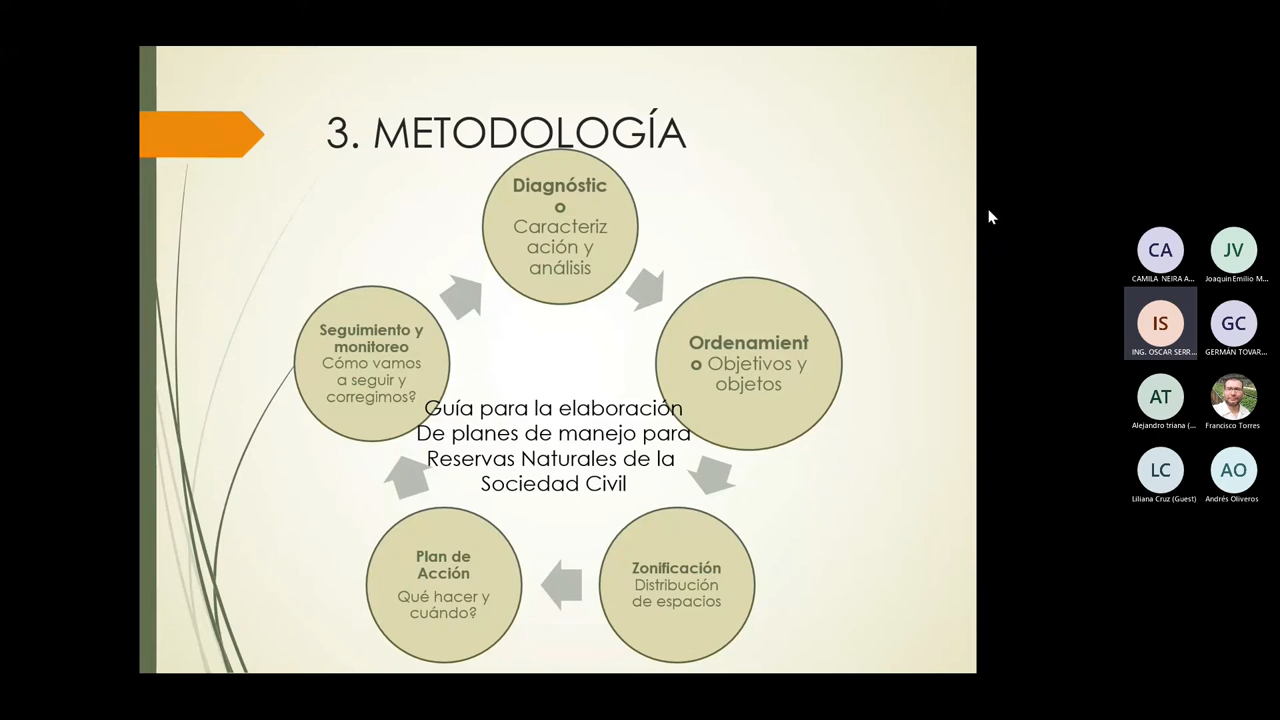 3. METODOLOGÍA
Diagnóstic
o
Caracteriz
ación y
análisis
Ordenamient
o Objetivos y
objetos
Zonificación
Distribución
de espacios
Plan de
Acción
Qué hacer y
cuándo?
Seguimiento y
monitoreo
Cómo vamos
a seguir y
corregimos?
Guía para la elaboración
De planes de manejo para
Reservas Naturales de la
Sociedad Civil
CA
CAMILA NEIRA A...
JV
Joaquin Emilio M...
IS
ING. OSCAR SERR...
GC
GERMÁN TOVAR...
AT
Alejandro triana (...
Francisco Torres
LC
Liliana Cruz (Guest)
AO
Andrés Oliveros